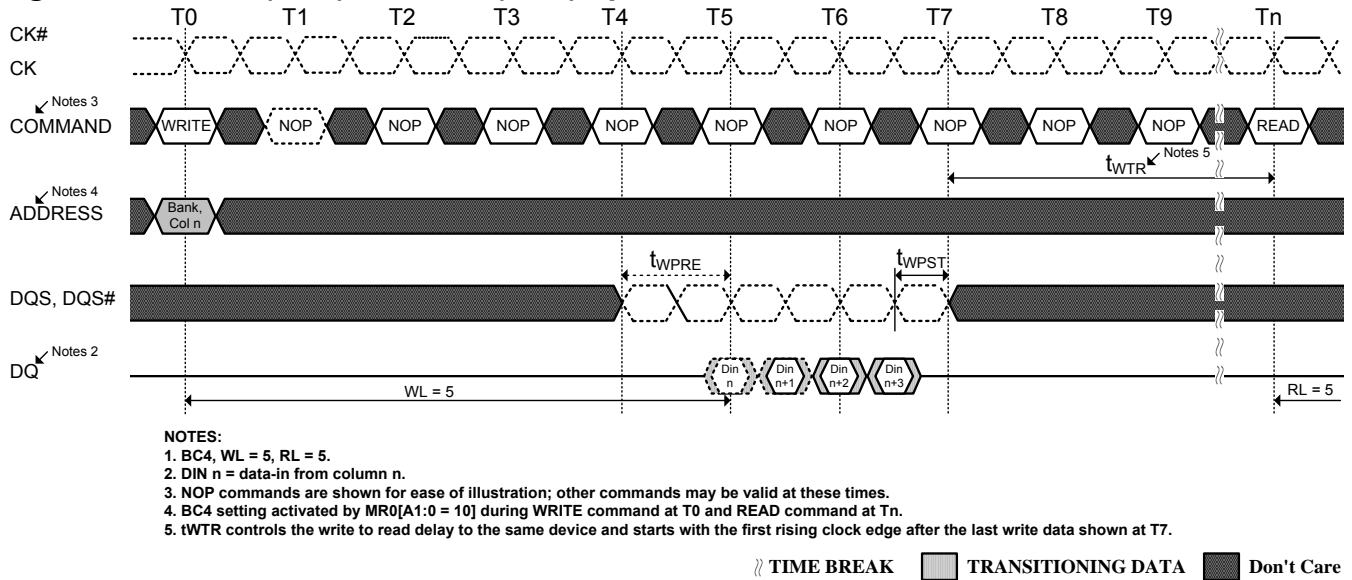 T0 T1 T2 T3 T4 T5 T6 T7 T8 T9 Tn
CK#
CK
Notes 3
COMMAND WRITE NOP NOP NOP NOP NOP NOP NOP NOP NOP READ
tWTR Notes 5
Notes 4
ADDRESS Bank, Col n
tWPRE tWPST
DQS, DQS#
Notes 2
DQ Din n Din n+1 Din n+2 Din n+3
WL = 5 RL = 5
NOTES:
1. BC4, WL = 5, RL = 5.
2. DIN n = data-in from column n.
3. NOP commands are shown for ease of illustration; other commands may be valid at these times.
4. BC4 setting activated by MR0[A1:0 = 10] during WRITE command at T0 and READ command at Tn.
5. tWTR controls the write to read delay to the same device and starts with the first rising clock edge after the last write data shown at T7.
TIME BREAK TRANSITIONING DATA Don't Care